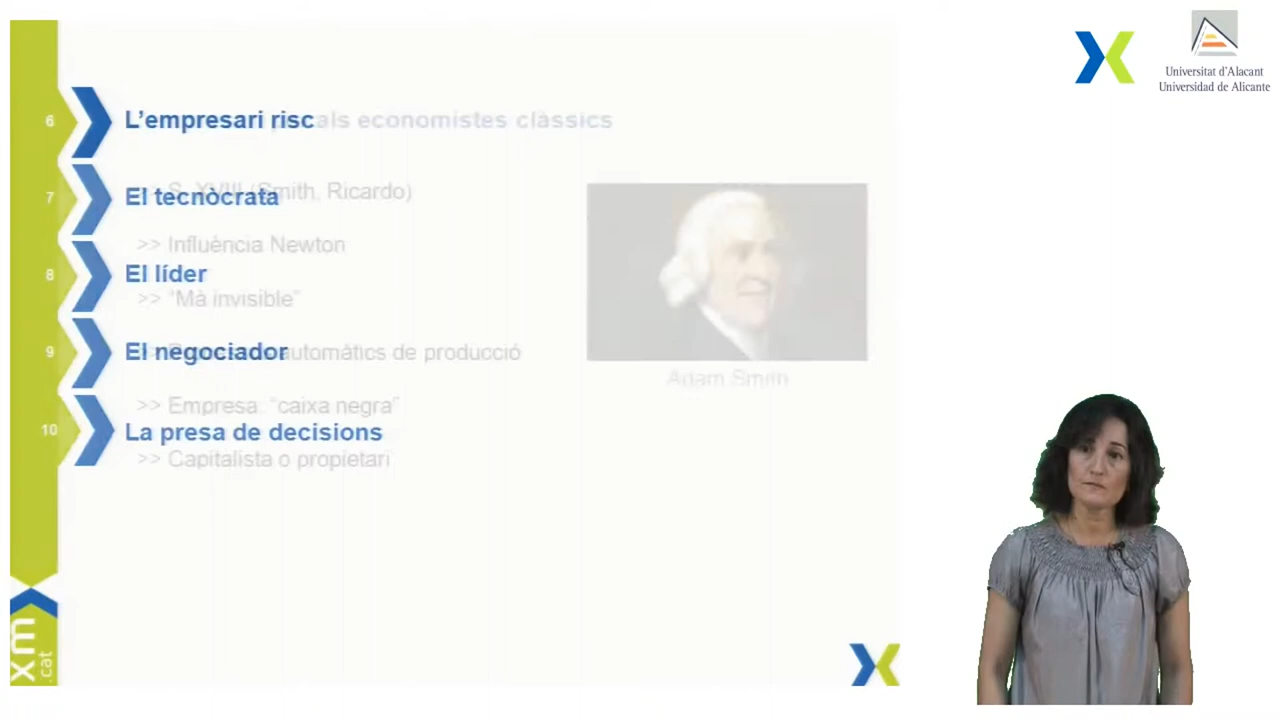 Universitat d'Alacant
Universidad de Alicante
6 L'empresari risc
als economistes clàssics
7 El tecnòcrata
>> S. XVIII (Smith, Ricardo)
>> Influència Newton
8 El líder
>> "Mà invisible"
9 El negociador
automàtics de producció
>> Empresa: "caixa negra"
10 La presa de decisions
>> Capitalista o propietari
Adam Smith
xm
.cat